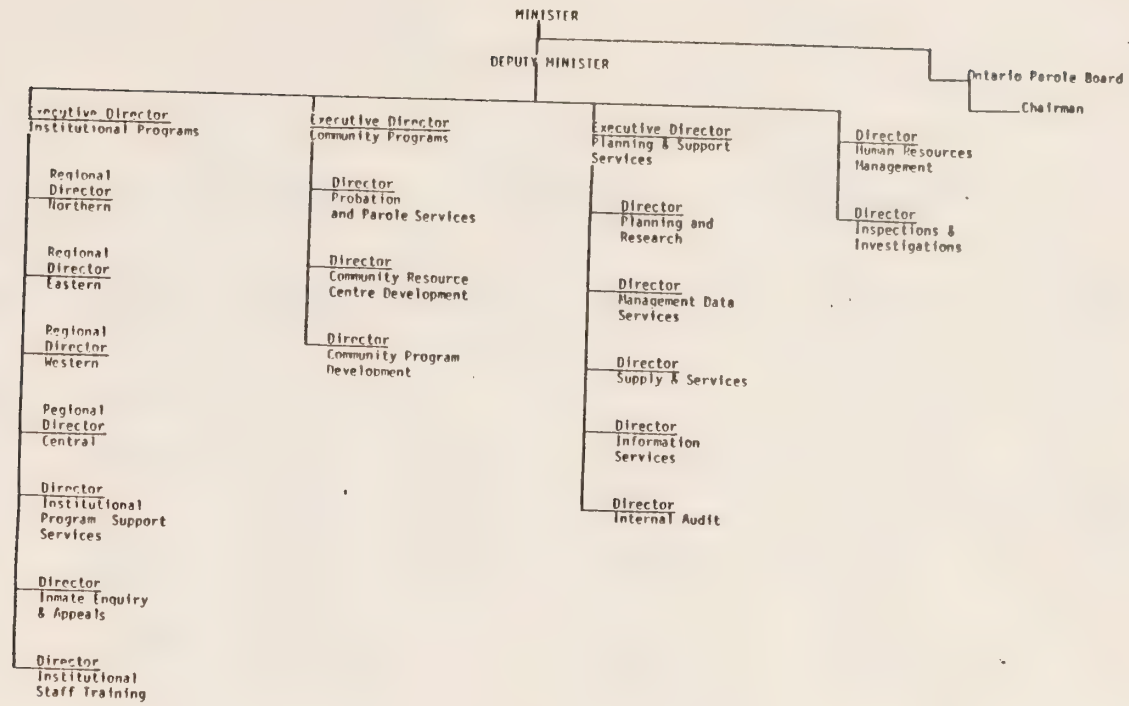 MINISTER
DEPUTY MINISTER
Ontario Parole Board
Chairman
Executive Director
Institutional Programs
Regional
Director
Northern
Regional
Director
Eastern
Regional
Director
Western
Regional
Director
Central
Director
Institutional
Program Support
Services
Director
Inmate Enquiry
& Appeals
Director
Institutional
Staff Training
Executive Director
Community Programs
Director
Probation
and Parole Services
Director
Community Resource
Centre Development
Director
Community Program
Development
Executive Director
Planning & Support
Services
Director
Planning and
Research
Director
Management Data
Services
Director
Supply & Services
Director
Information
Services
Director
Internal Audit
Director
Human Resources
Management
Director
Inspections &
Investigations